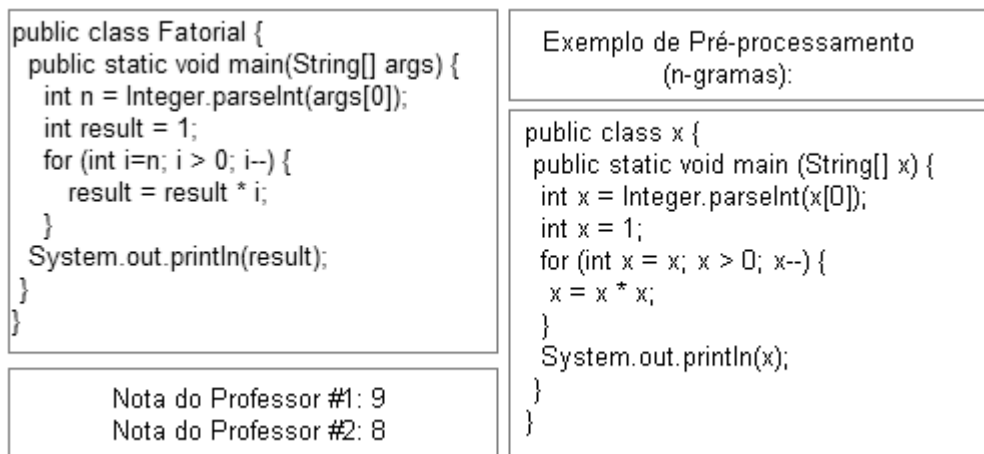 public class Fatorial {
public static void main(String[] args) {
int n = Integer.parseInt(args[0]);
int result = 1;
for (int i=n; i > 0; i--) {
result = result * i;
}
System.out.println(result);
}
}
Nota do Professor #1: 9
Nota do Professor #2: 8
Exemplo de Pré-processamento
(n-gramas):
public class x {
public static void main (String[] x) {
int x = Integer.parseInt(x[0]);
int x = 1;
for (int x = x; x > 0; x--) {
x = x * x;
}
System.out.println(x);
}
}